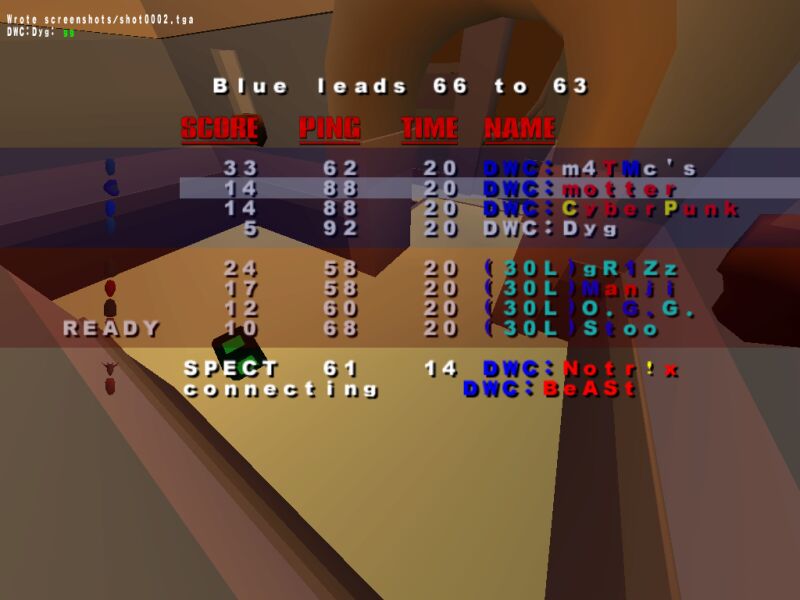 Wrote screenshots/shot0002.tga
DWC:Dyg: gg
Blue leads 66 to 63
SCORE PING TIME NAME
33 62 20 DWC:m4TMc's
14 88 20 DWC:motter
14 88 20 DWC:CyberPunk
5 92 20 DWC:Dyg
24 58 20 (30L)gR1Zz
17 58 20 (30L)Manji
12 60 20 (30L)O.G.G.
READY 10 68 20 (30L)Stoo
SPECT 61 14 DWC:Notr!x
connecting DWC:BeASt